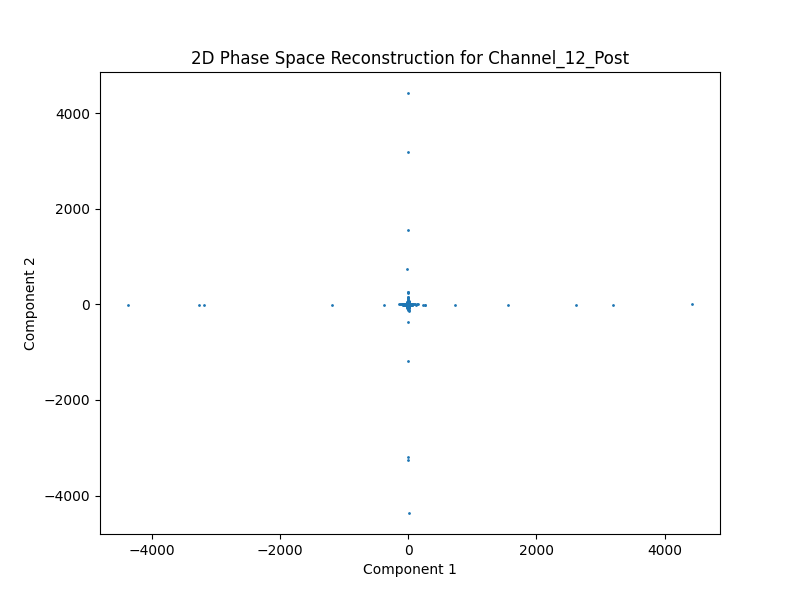 2D Phase Space Reconstruction for Channel_12_Post
4000
2000
0
−2000
−4000
Component 2
−4000 −2000 0 2000 4000
Component 1